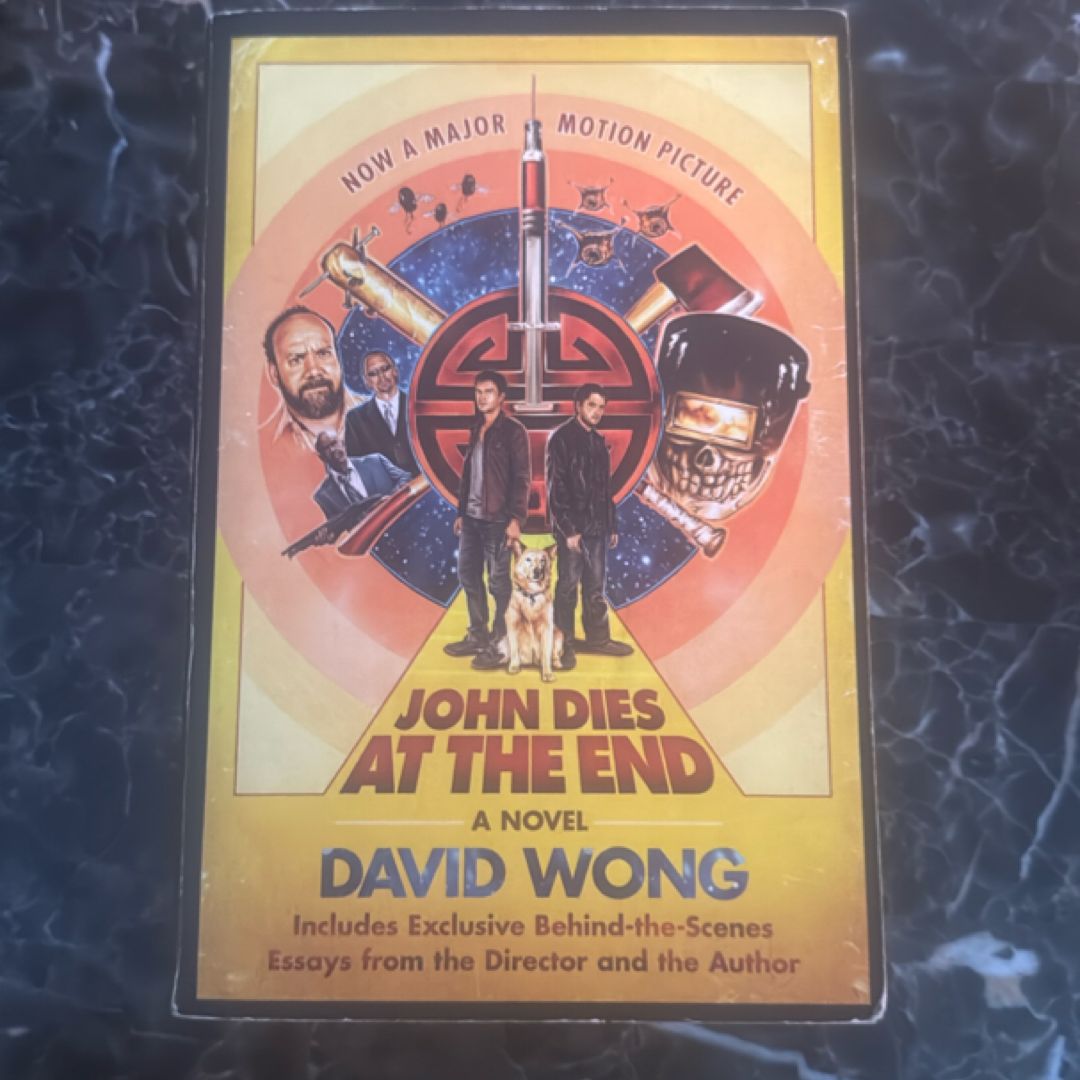 NOW A MAJOR MOTION PICTURE
JOHN DIES
AT THE END
A NOVEL
DAVID WONG
Includes Exclusive Behind-the-Scenes
Essays from the Director and the Author